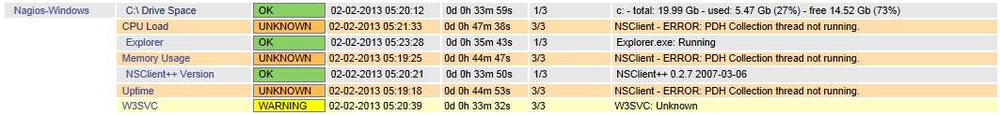 Nagios-Windows C:\ Drive Space OK 02-02-2013 05:20:12 0d 0h 33m 59s 1/3 c: - total: 19.99 Gb - used: 5.47 Gb (27%) - free 14.52 Gb (73%)
CPU Load UNKNOWN 02-02-2013 05:21:33 0d 0h 47m 38s 3/3 NSClient - ERROR: PDH Collection thread not running.
Explorer OK 02-02-2013 05:23:28 0d 0h 35m 43s 1/3 Explorer.exe: Running
Memory Usage UNKNOWN 02-02-2013 05:19:25 0d 0h 44m 47s 3/3 NSClient - ERROR: PDH Collection thread not running.
NSClient++ Version OK 02-02-2013 05:20:21 0d 0h 33m 50s 1/3 NSClient++ 0.2.7 2007-03-06
Uptime UNKNOWN 02-02-2013 05:19:18 0d 0h 44m 53s 3/3 NSClient - ERROR: PDH Collection thread not running.
W3SVC WARNING 02-02-2013 05:20:39 0d 0h 33m 32s 3/3 W3SVC: Unknown